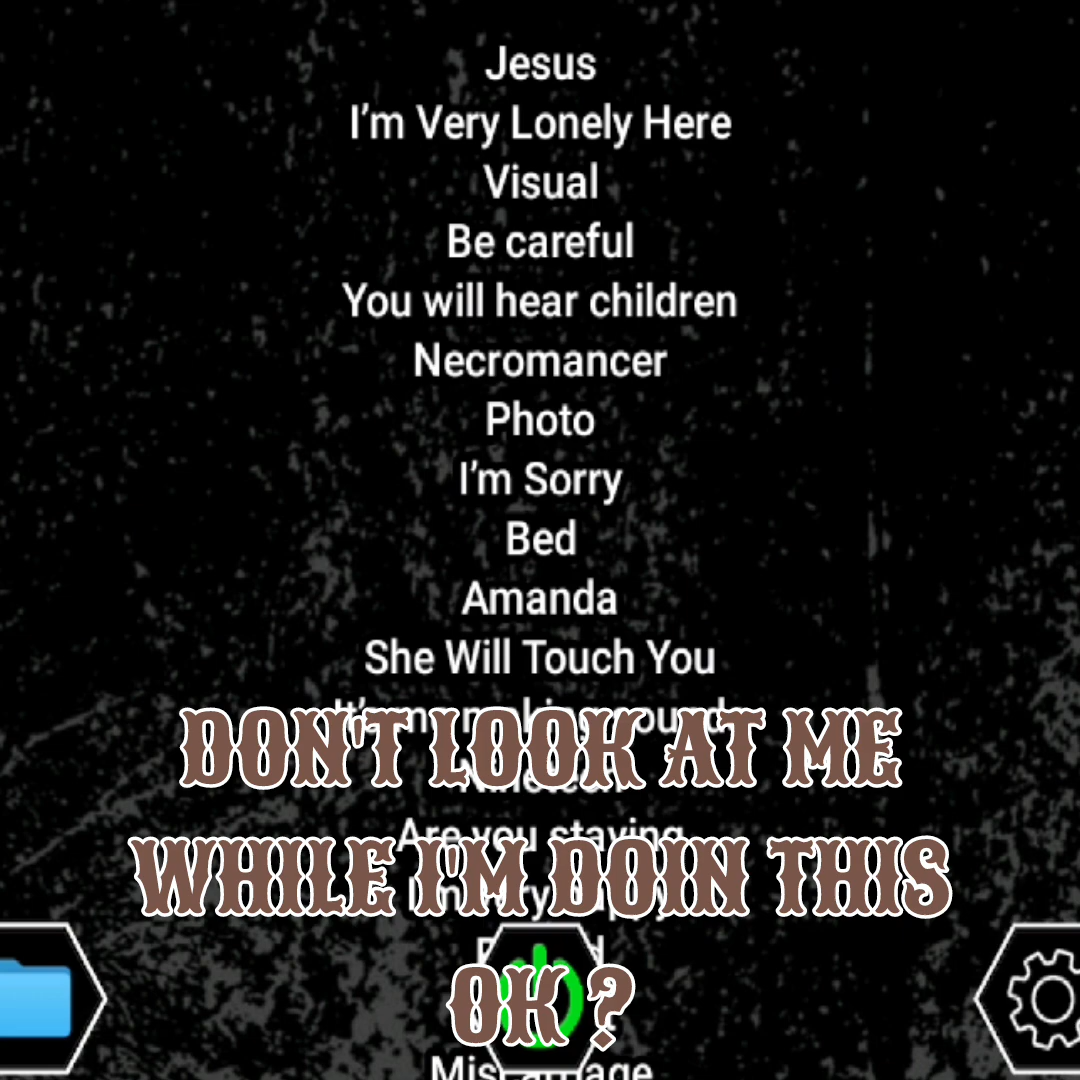 Jesus
I'm Very Lonely Here
Visual
Be careful
You will hear children
Necromancer
Photo
I'm Sorry
Bed
Amanda
She Will Touch You
DON'T LOOK AT ME
Are you staying
WHILE I'M DOIN THIS
OK ?